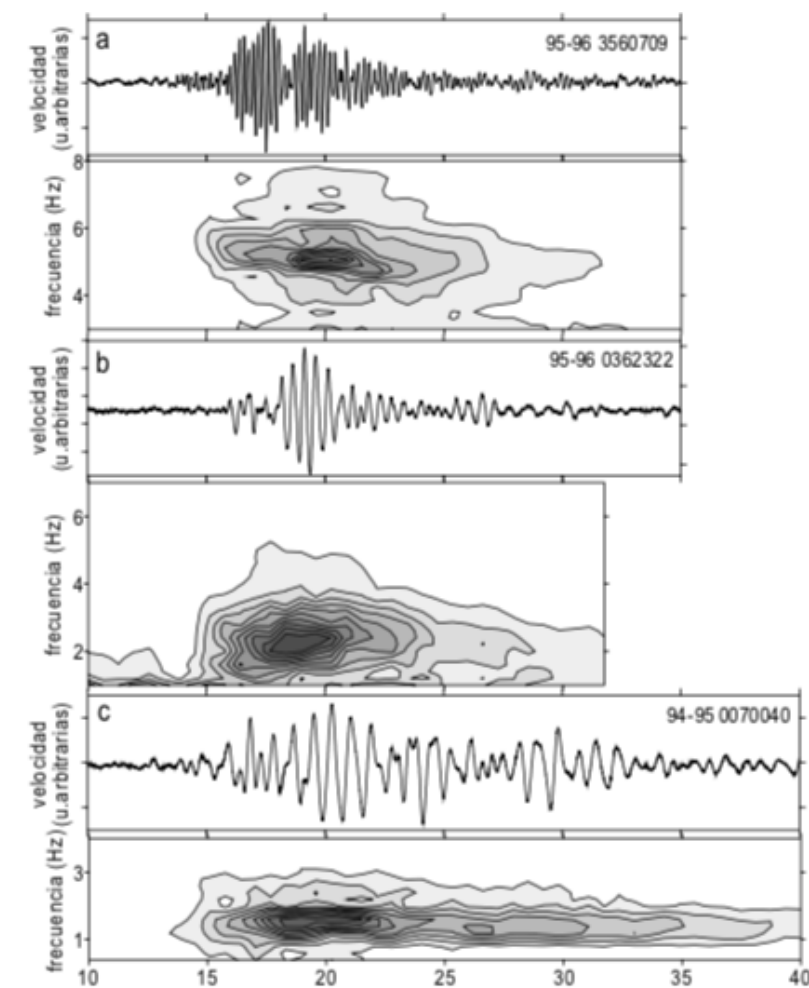 a
95-96 3560709
velocidad
(u.arbitrarias)
8
6
4
frecuencia (Hz)
b
95-96 0362322
velocidad
(u.arbitrarias)
6
4
2
frecuencia (Hz)
c
94-95 0070040
velocidad
(u.arbitrarias)
3
1
frecuencia (Hz)
10 15 20 25 30 35 40